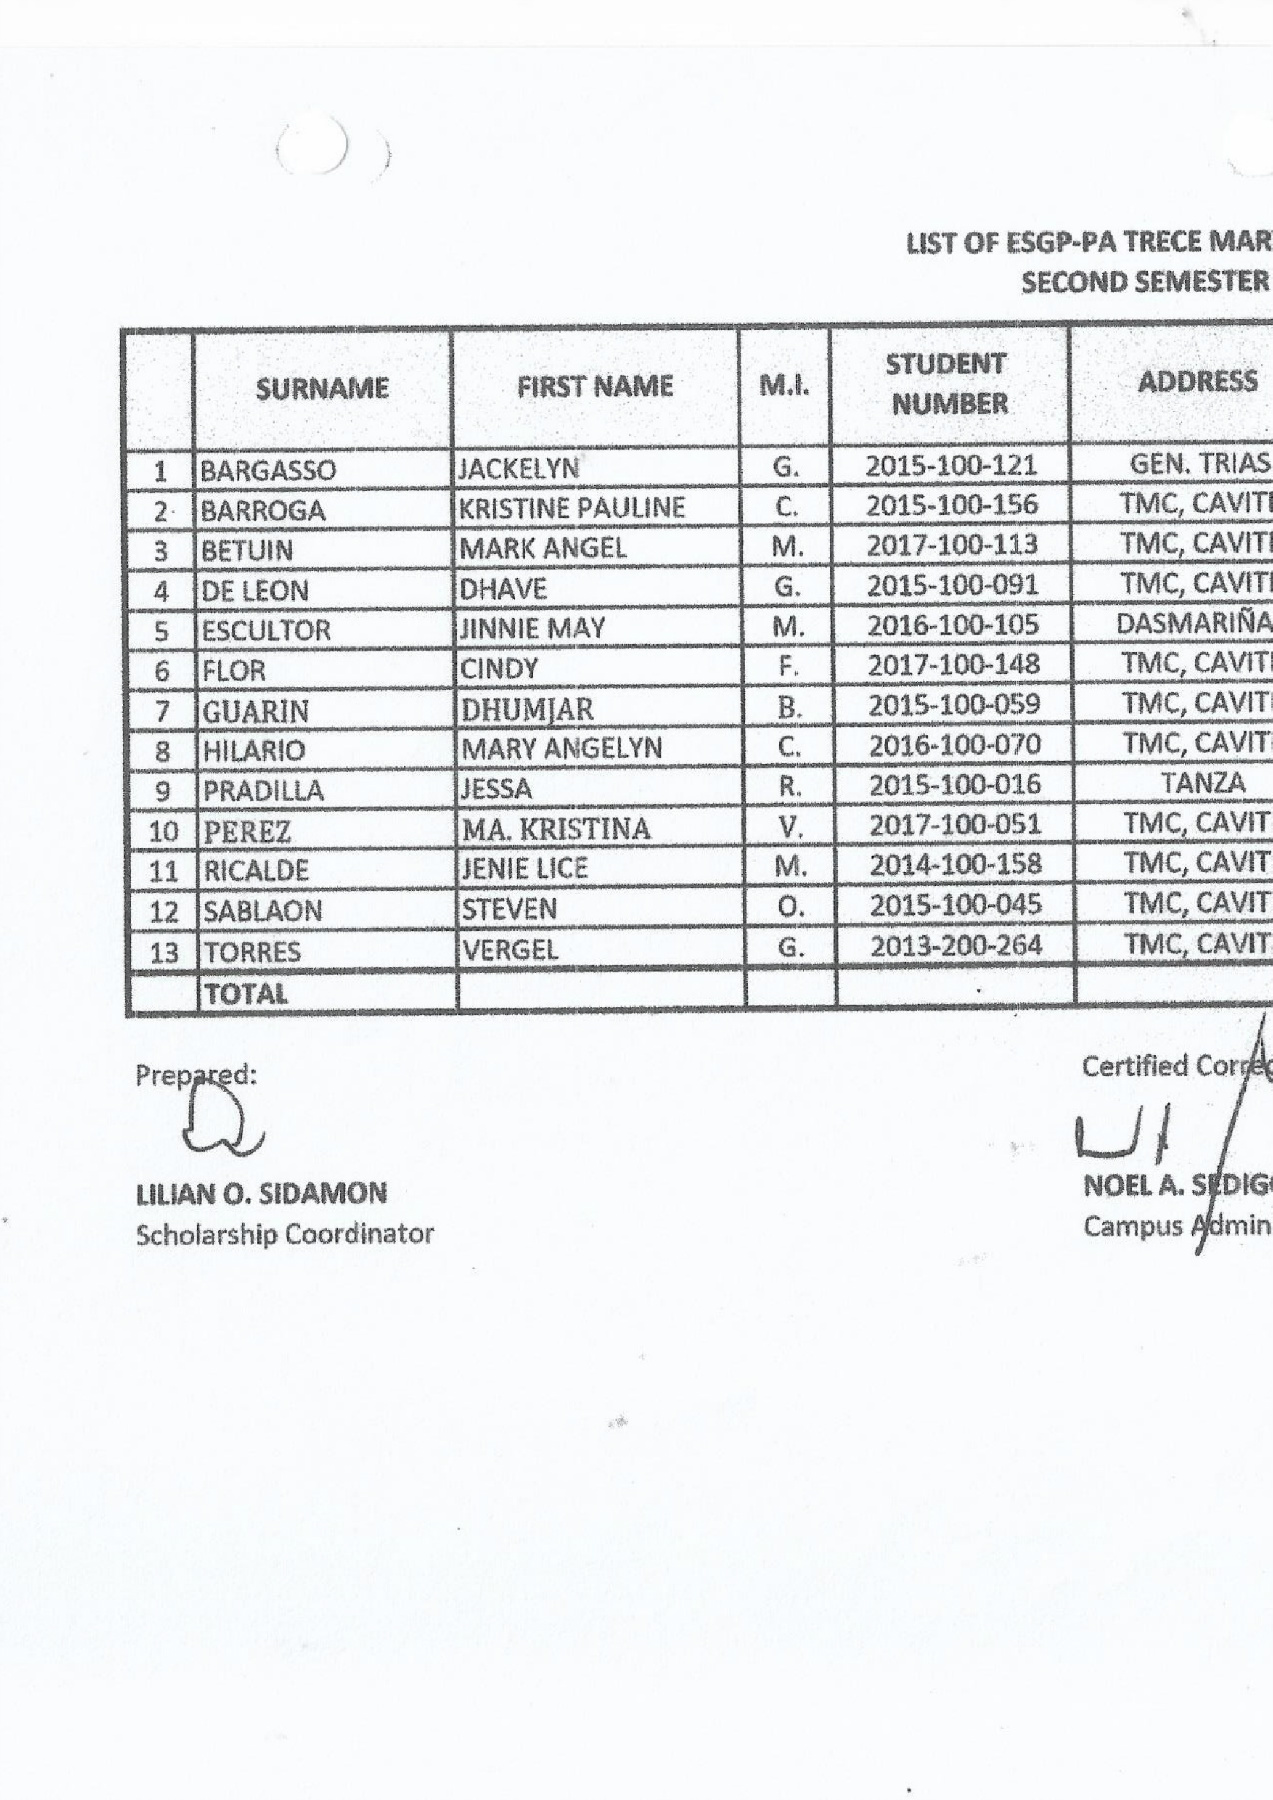 LIST OF ESGP-PA TRECE MAR
SECOND SEMESTER
SURNAME FIRST NAME M.I. STUDENT NUMBER ADDRESS
1 BARGASSO JACKELYN G. 2015-100-121 GEN. TRIAS
2 BARROGA KRISTINE PAULINE C. 2015-100-156 TMC, CAVIT
3 BETUIN MARK ANGEL M. 2017-100-113 TMC, CAVIT
4 DE LEON DHAVE G. 2015-100-091 TMC, CAVIT
5 ESCULTOR JINNIE MAY M. 2016-100-105 DASMARIÑA
6 FLOR CINDY F. 2017-100-148 TMC, CAVIT
7 GUARIN DHUMJAR B. 2015-100-059 TMC, CAVIT
8 HILARIO MARY ANGELYN C. 2016-100-070 TMC, CAVIT
9 PRADILLA JESSA R. 2015-100-016 TANZA
10 PEREZ MA. KRISTINA V. 2017-100-051 TMC, CAVIT
11 RICALDE JENIE LICE M. 2014-100-158 TMC, CAVIT
12 SABLAON STEVEN O. 2015-100-045 TMC, CAVIT
13 TORRES VERGEL G. 2013-200-264 TMC, CAVIT
TOTAL
Prepared: Certified Correc
LILIAN O. SIDAMON NOEL A. SEDIG
Scholarship Coordinator Campus Admin